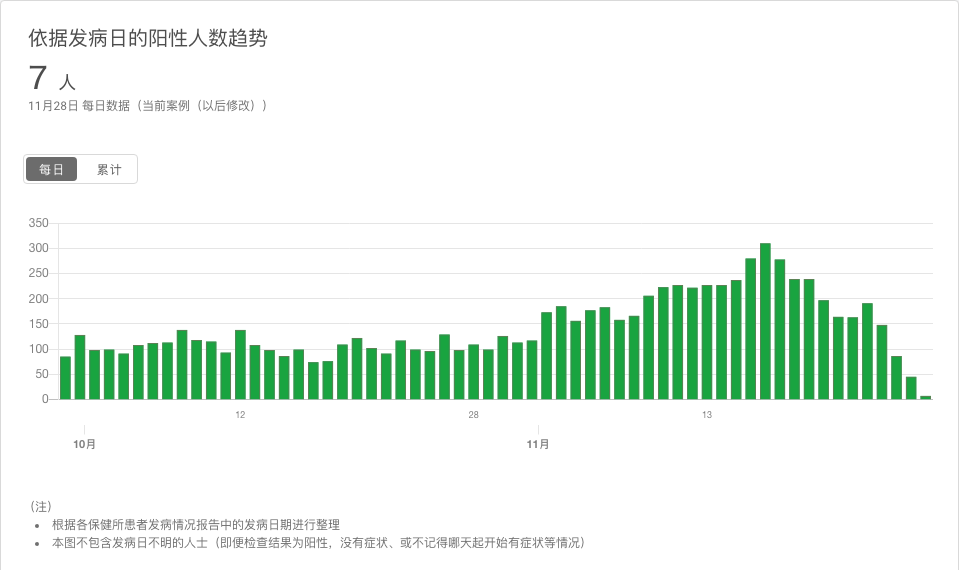 依据发病日的阳性人数趋势
7 人
11月28日 每日数据（当前案例（以后修改））
每日 累计
350
300
250
200
150
100
50
0
12 28 13
10月 11月
（注）
• 根据各保健所患者发病情况报告中的发病日期进行整理
• 本图不包含发病日不明的人士（即便检查结果为阳性，没有症状、或不记得哪天起开始有症状等情况）